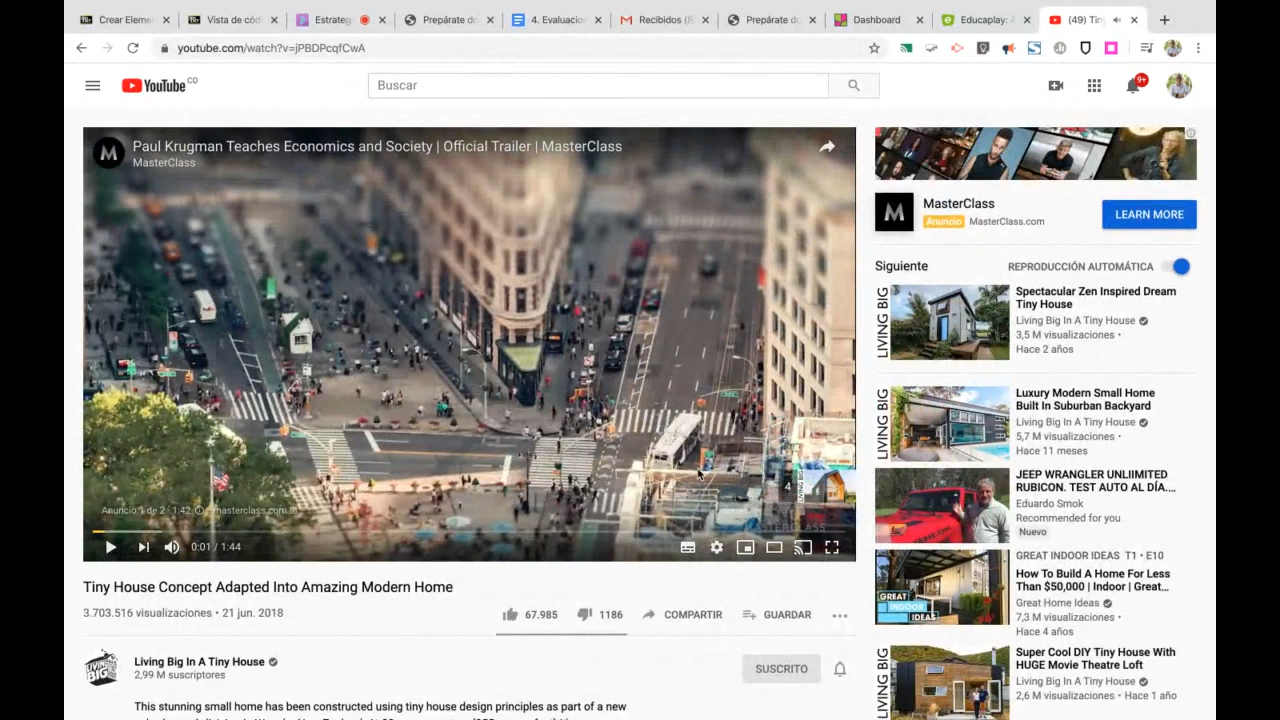 Crear Eleme
Vista de cód
Estrateg
Prepárate do
4. Evaluacio
Recibidos (8
Prepárate do
Dashboard
Educaplay: A
(49) Tin
youtube.com/watch?v=jPBDPcqfCwA
YouTube CO
Buscar
9+
M
Paul Krugman Teaches Economics and Society | Official Trailer | MasterClass
MasterClass
Anuncio 1 de 2 · 1:42
masterclass.com
4
LIVING BIG
MASTERCLASS
0:01 / 1:44
Tiny House Concept Adapted Into Amazing Modern Home
3.703.516 visualizaciones • 21 jun. 2018
67.985
1186
COMPARTIR
GUARDAR
LIVING BIG
Living Big In A Tiny House
2,99 M suscriptores
SUSCRITO
This stunning small home has been constructed using tiny house design principles as part of a new
M
MasterClass
Anuncio MasterClass.com
LEARN MORE
Siguiente
REPRODUCCIÓN AUTOMÁTICA
LIVING BIG
Spectacular Zen Inspired Dream
Tiny House
Living Big In A Tiny House
3,5 M visualizaciones •
Hace 2 años
LIVING BIG
Luxury Modern Small Home
Built In Suburban Backyard
Living Big In A Tiny House
5,7 M visualizaciones •
Hace 11 meses
JEEP WRANGLER UNLIIMITED
RUBICON. TEST AUTO AL DÍA....
Eduardo Smok
Recommended for you
Nuevo
GREAT INDOOR IDEAS
GREAT INDOOR IDEAS T1 • E10
How To Build A Home For Less
Than $50,000 | Indoor | Great...
Great Home Ideas
7,3 M visualizaciones •
Hace 4 años
LIVING BIG
Super Cool DIY Tiny House With
HUGE Movie Theatre Loft
Living Big In A Tiny House
2,6 M visualizaciones • Hace 1 año